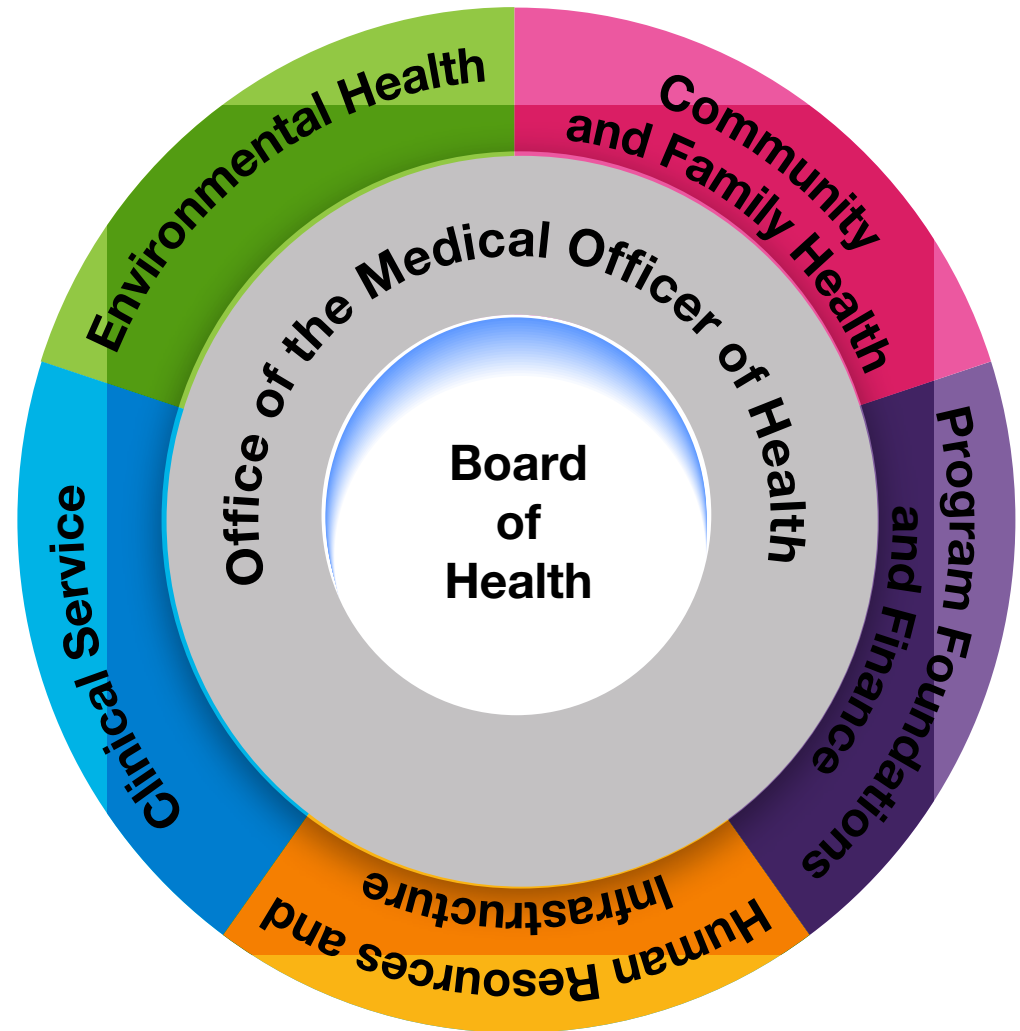 Environmental Health
Community
and Family Health
Program Foundations
and Finance
Human Resources and
Infrastructure
Clinical Service
Office of the Medical Officer of Health
Board
of
Health